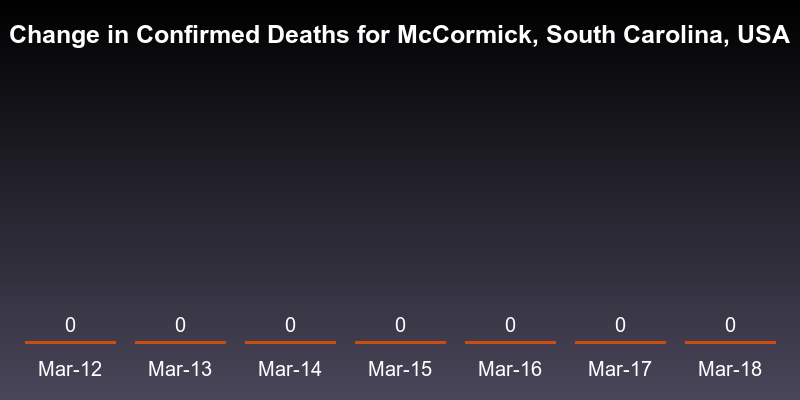 Change in Confirmed Deaths for McCormick, South Carolina, USA
0 0 0 0 0 0 0
Mar-12 Mar-13 Mar-14 Mar-15 Mar-16 Mar-17 Mar-18